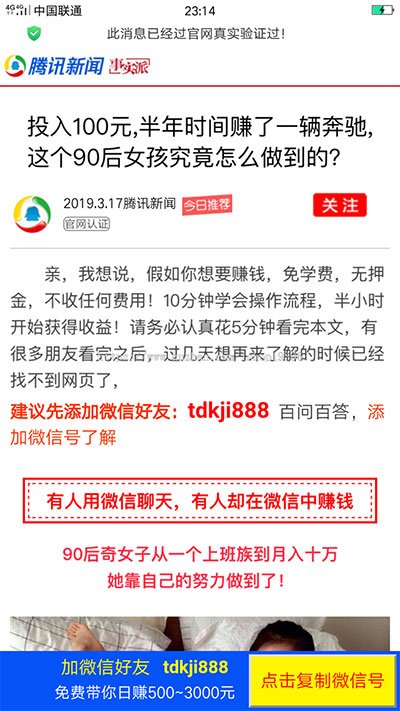 4G 4G 中国联通 23:14
此消息已经过官网真实验证过！
腾讯新闻 事实派
投入100元,半年时间赚了一辆奔驰,
这个90后女孩究竟怎么做到的?
2019.3.17腾讯新闻 今日推荐
官网认证
关注
亲，我想说，假如你想要赚钱，免学费，无押
金，不收任何费用！10分钟学会操作流程，半小时
开始获得收益！请务必认真花5分钟看完本文，有
很多朋友看完之后，过几天想再来了解的时候已经
找不到网页了，
建议先添加微信好友：tdkji888 百问百答，添
加微信号了解
有人用微信聊天，有人却在微信中赚钱
90后奇女子从一个上班族到月入十万
她靠自己的努力做到了！
加微信好友 tdkji888
免费带你日赚500~3000元
点击复制微信号